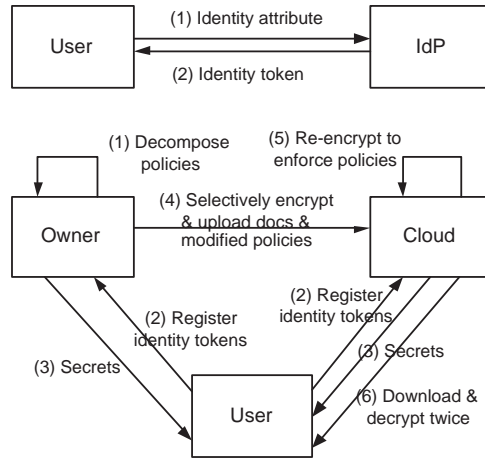 (1) Identity attribute
User
IdP
(2) Identity token
(1) Decompose
policies
(5) Re-encrypt to
enforce policies
(4) Selectively encrypt
& upload docs &
modified policies
Owner
Cloud
(2) Register
identity tokens
(2) Register
identity tokens
(3) Secrets
(3) Secrets
(6) Download &
decrypt twice
User